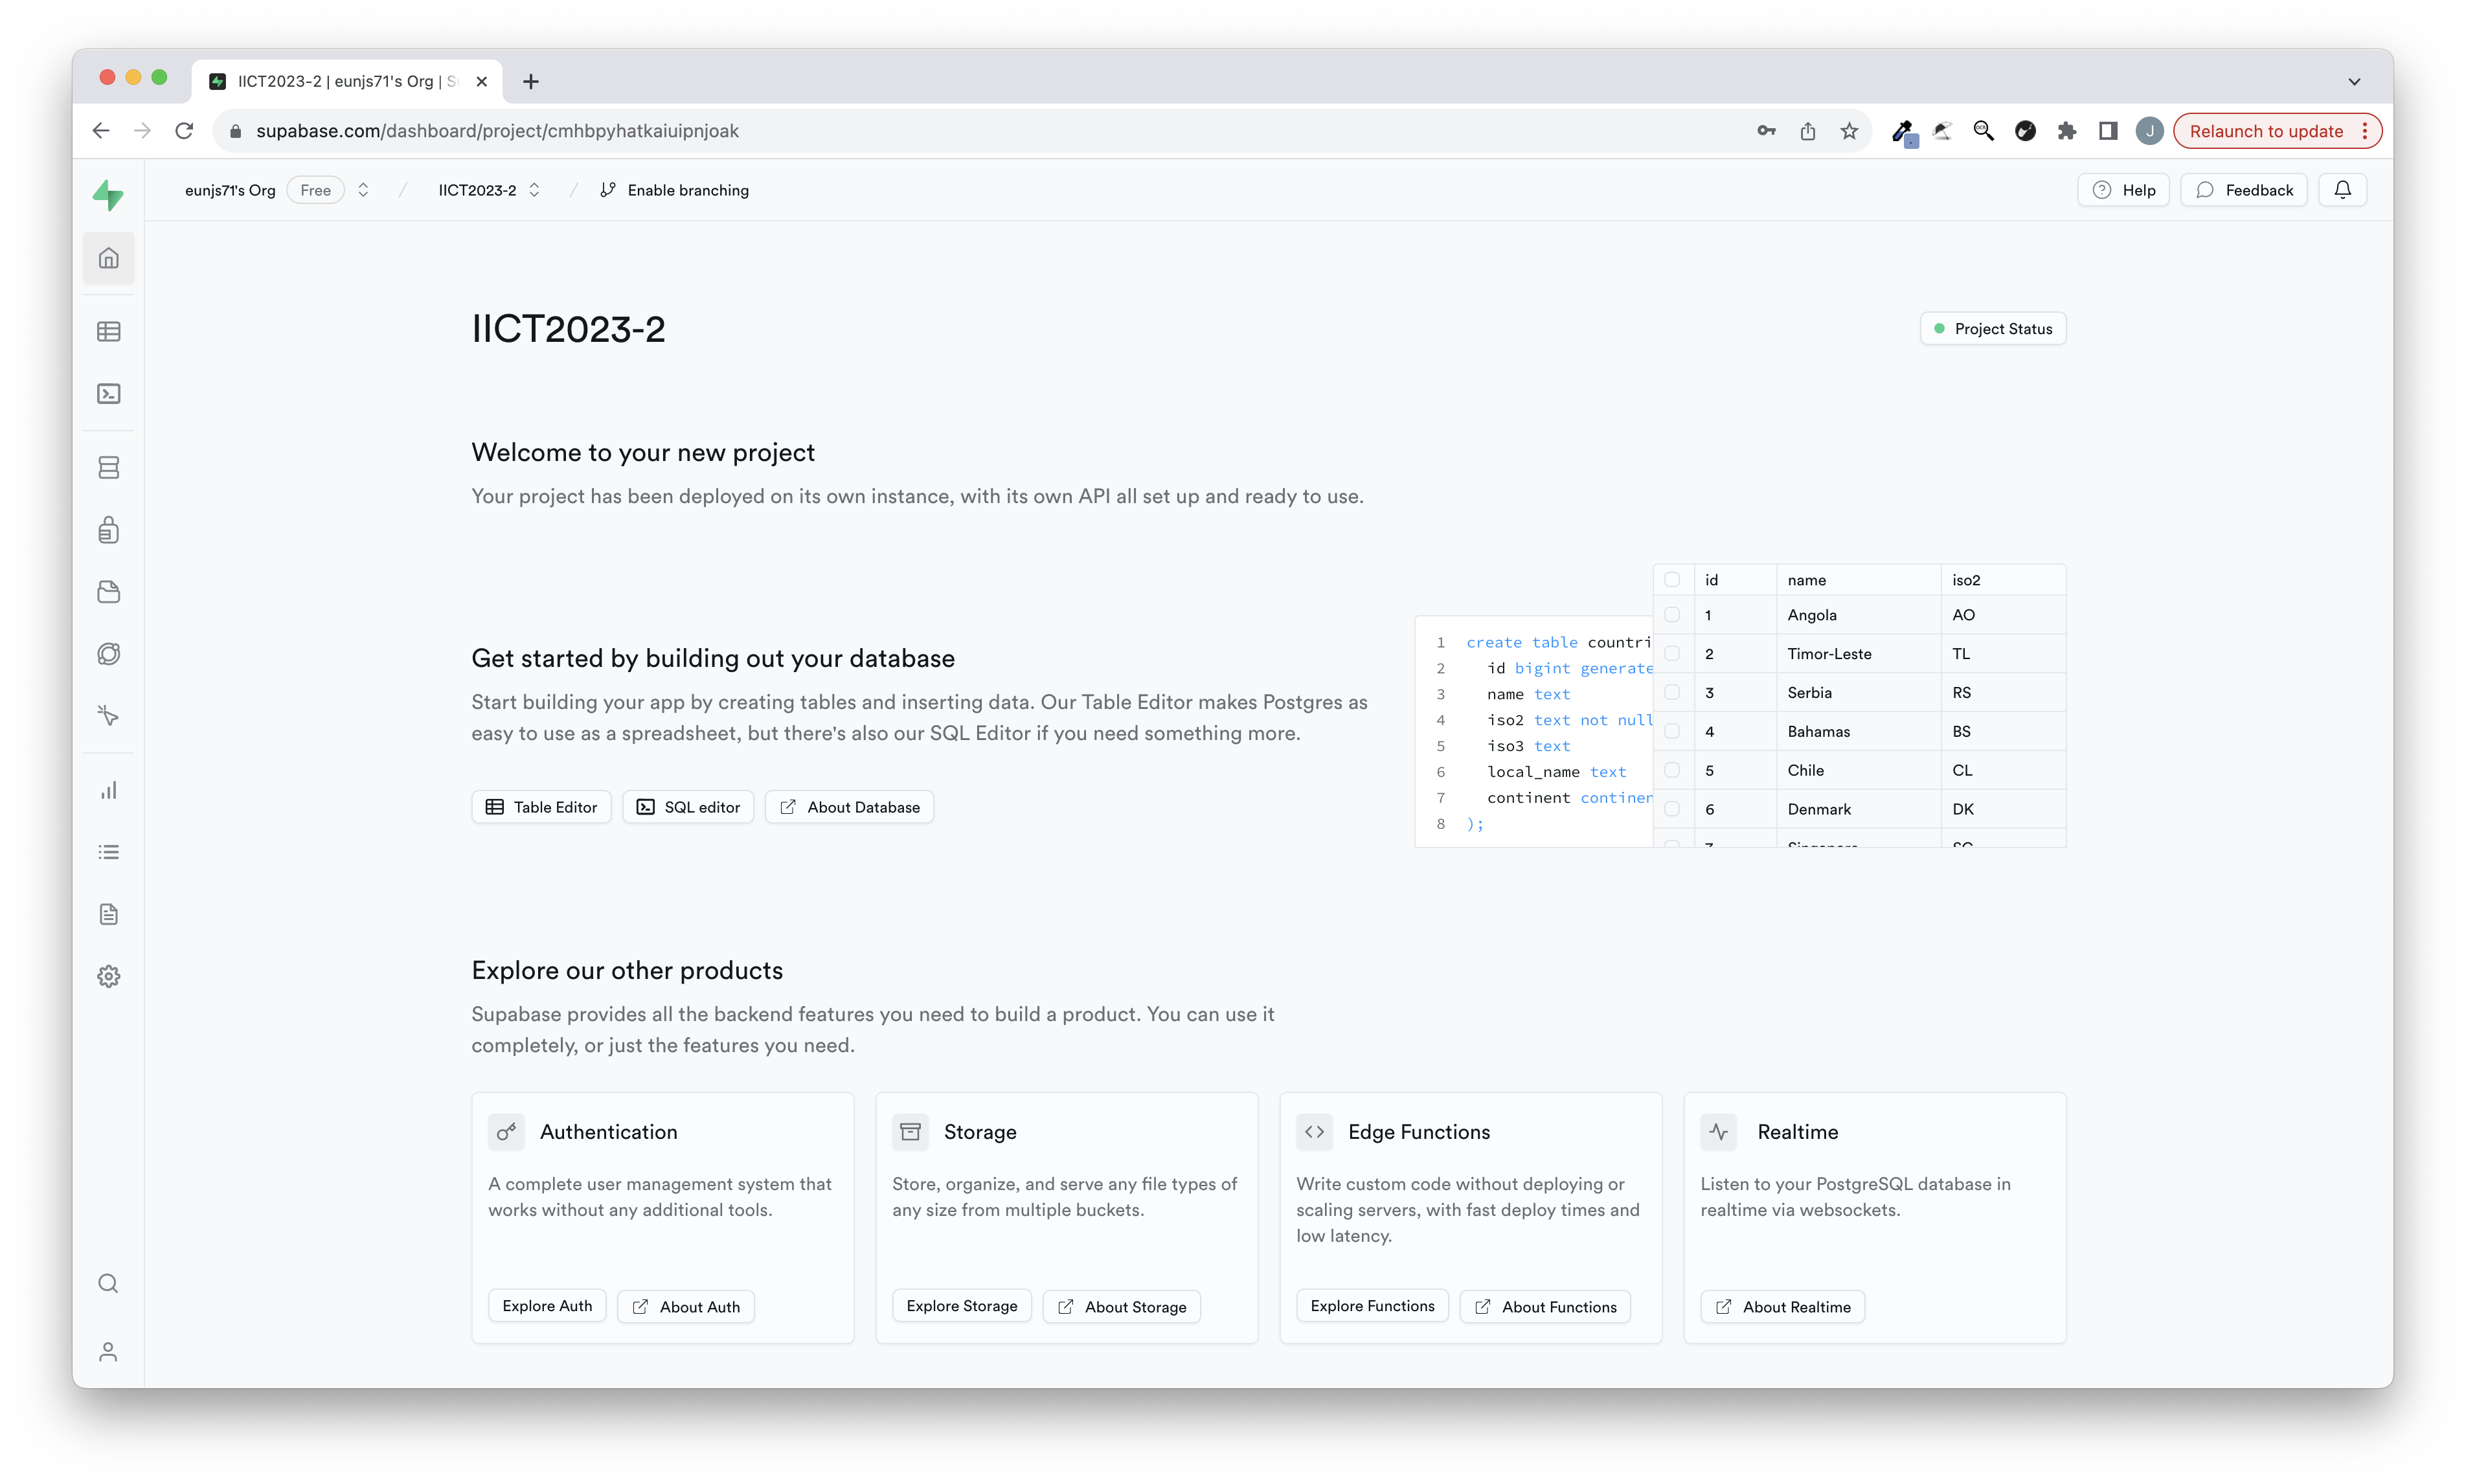 IICT2023-2 | eunjs71's Org | S
supabase.com/dashboard/project/cmhbpyhatkaiuipnjoak
J
Relaunch to update
eunjs71's Org
Free
/
IICT2023-2
/
Enable branching
Help
Feedback
IICT2023-2
Project Status
Welcome to your new project
Your project has been deployed on its own instance, with its own API all set up and ready to use.
Get started by building out your database
Start building your app by creating tables and inserting data. Our Table Editor makes Postgres as
easy to use as a spreadsheet, but there's also our SQL Editor if you need something more.
Table Editor
SQL editor
About Database
1 create table countri
2 id bigint generate
3 name text
4 iso2 text not null
5 iso3 text
6 local_name text
7 continent continen
8 );
id name iso2
1 Angola AO
2 Timor-Leste TL
3 Serbia RS
4 Bahamas BS
5 Chile CL
6 Denmark DK
7 Singapore SG
Explore our other products
Supabase provides all the backend features you need to build a product. You can use it
completely, or just the features you need.
Authentication
A complete user management system that
works without any additional tools.
Explore Auth
About Auth
Storage
Store, organize, and serve any file types of
any size from multiple buckets.
Explore Storage
About Storage
Edge Functions
Write custom code without deploying or
scaling servers, with fast deploy times and
low latency.
Explore Functions
About Functions
Realtime
Listen to your PostgreSQL database in
realtime via websockets.
About Realtime